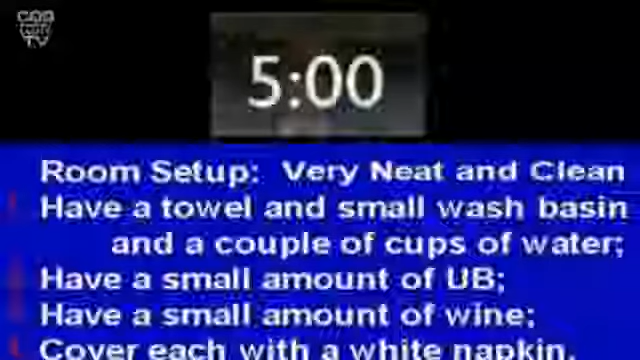 5:00
Room Setup: Very Neat and Clean
Have a towel and small wash basin
and a couple of cups of water;
Have a small amount of UB;
Have a small amount of wine;
Cover each with a white napkin.